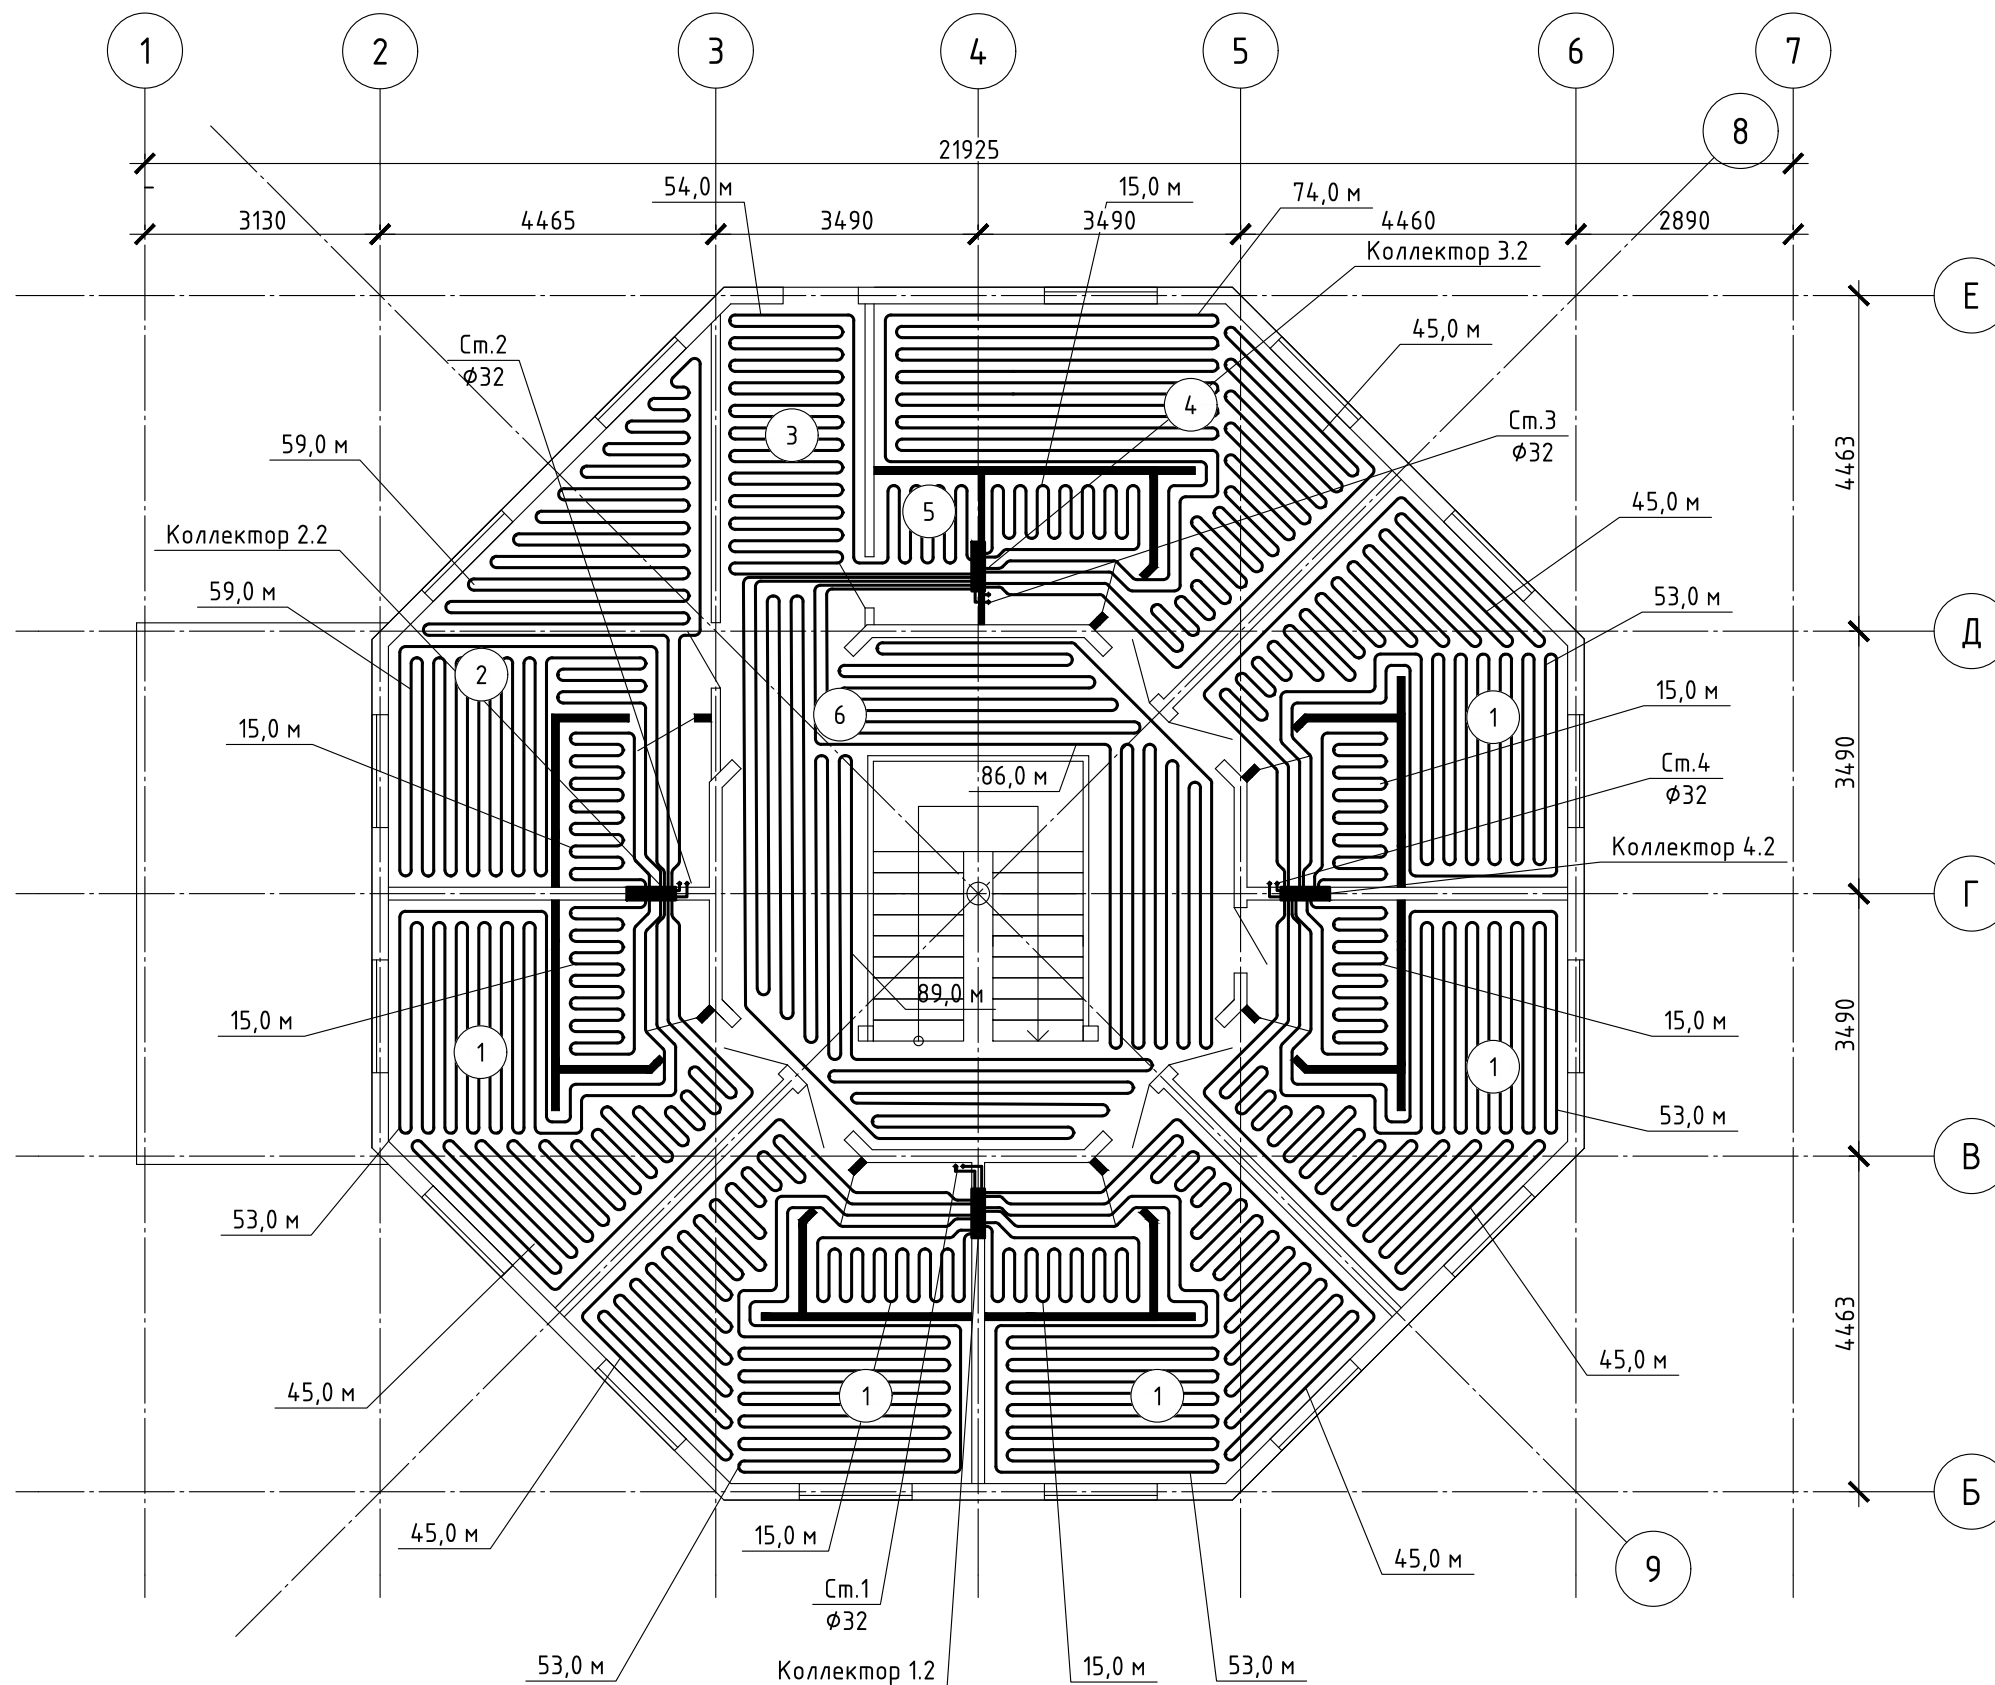 1
2
3
4
5
6
7
8
21925
54,0 м
15,0 м
74,0 м
3130
4465
3490
3490
4460
2890
Коллектор 3.2
Е
45,0 м
Ст.2
ϕ32
4
Ст.3
ϕ32
3
59,0 м
4463
5
45,0 м
Коллектор 2.2
59,0 м
53,0 м
Д
2
15,0 м
6
1
15,0 м
86,0 м
Ст.4
ϕ32
3490
Коллектор 4.2
Г
89,0 м
15,0 м
15,0 м
3490
1
1
53,0 м
В
53,0 м
45,0 м
45,0 м
4463
1
1
45,0 м
15,0 м
45,0 м
Б
9
Ст.1
ϕ32
53,0 м
Коллектор 1.2
15,0 м
53,0 м